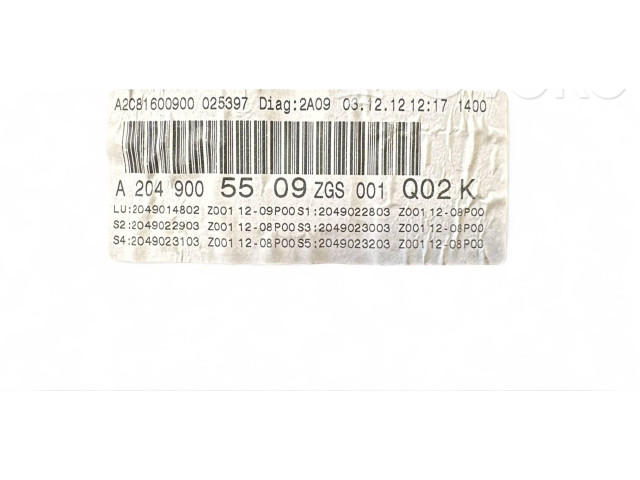 A2C81600900 025397 Diag:2A09 03.12.12 12:17 1400
A 204 900 55 09 ZGS 001 Q02 K
LU:2049014802 Z001 12-09P00 S1:2049022803 Z001 12-08P00
S2:2049022903 Z001 12-08P00 S3:2049023003 Z001 12-08P00
S4:2049023103 Z001 12-08P00 S5:2049023203 Z001 12-08P00